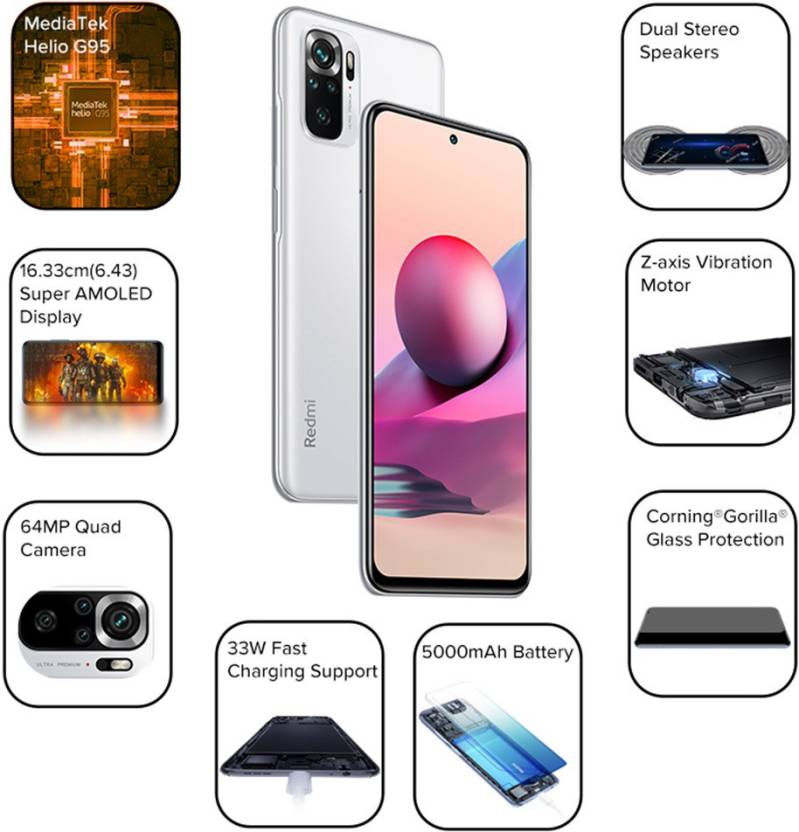 MediaTek
Helio G95
MediaTek
helio G95
Dual Stereo
Speakers
16.33cm(6.43)
Super AMOLED
Display
Z-axis Vibration
Motor
Redmi
64MP Quad
Camera
ULTRA PREMIUM
Corning®Gorilla®
Glass Protection
33W Fast
Charging Support
5000mAh Battery
Redmi